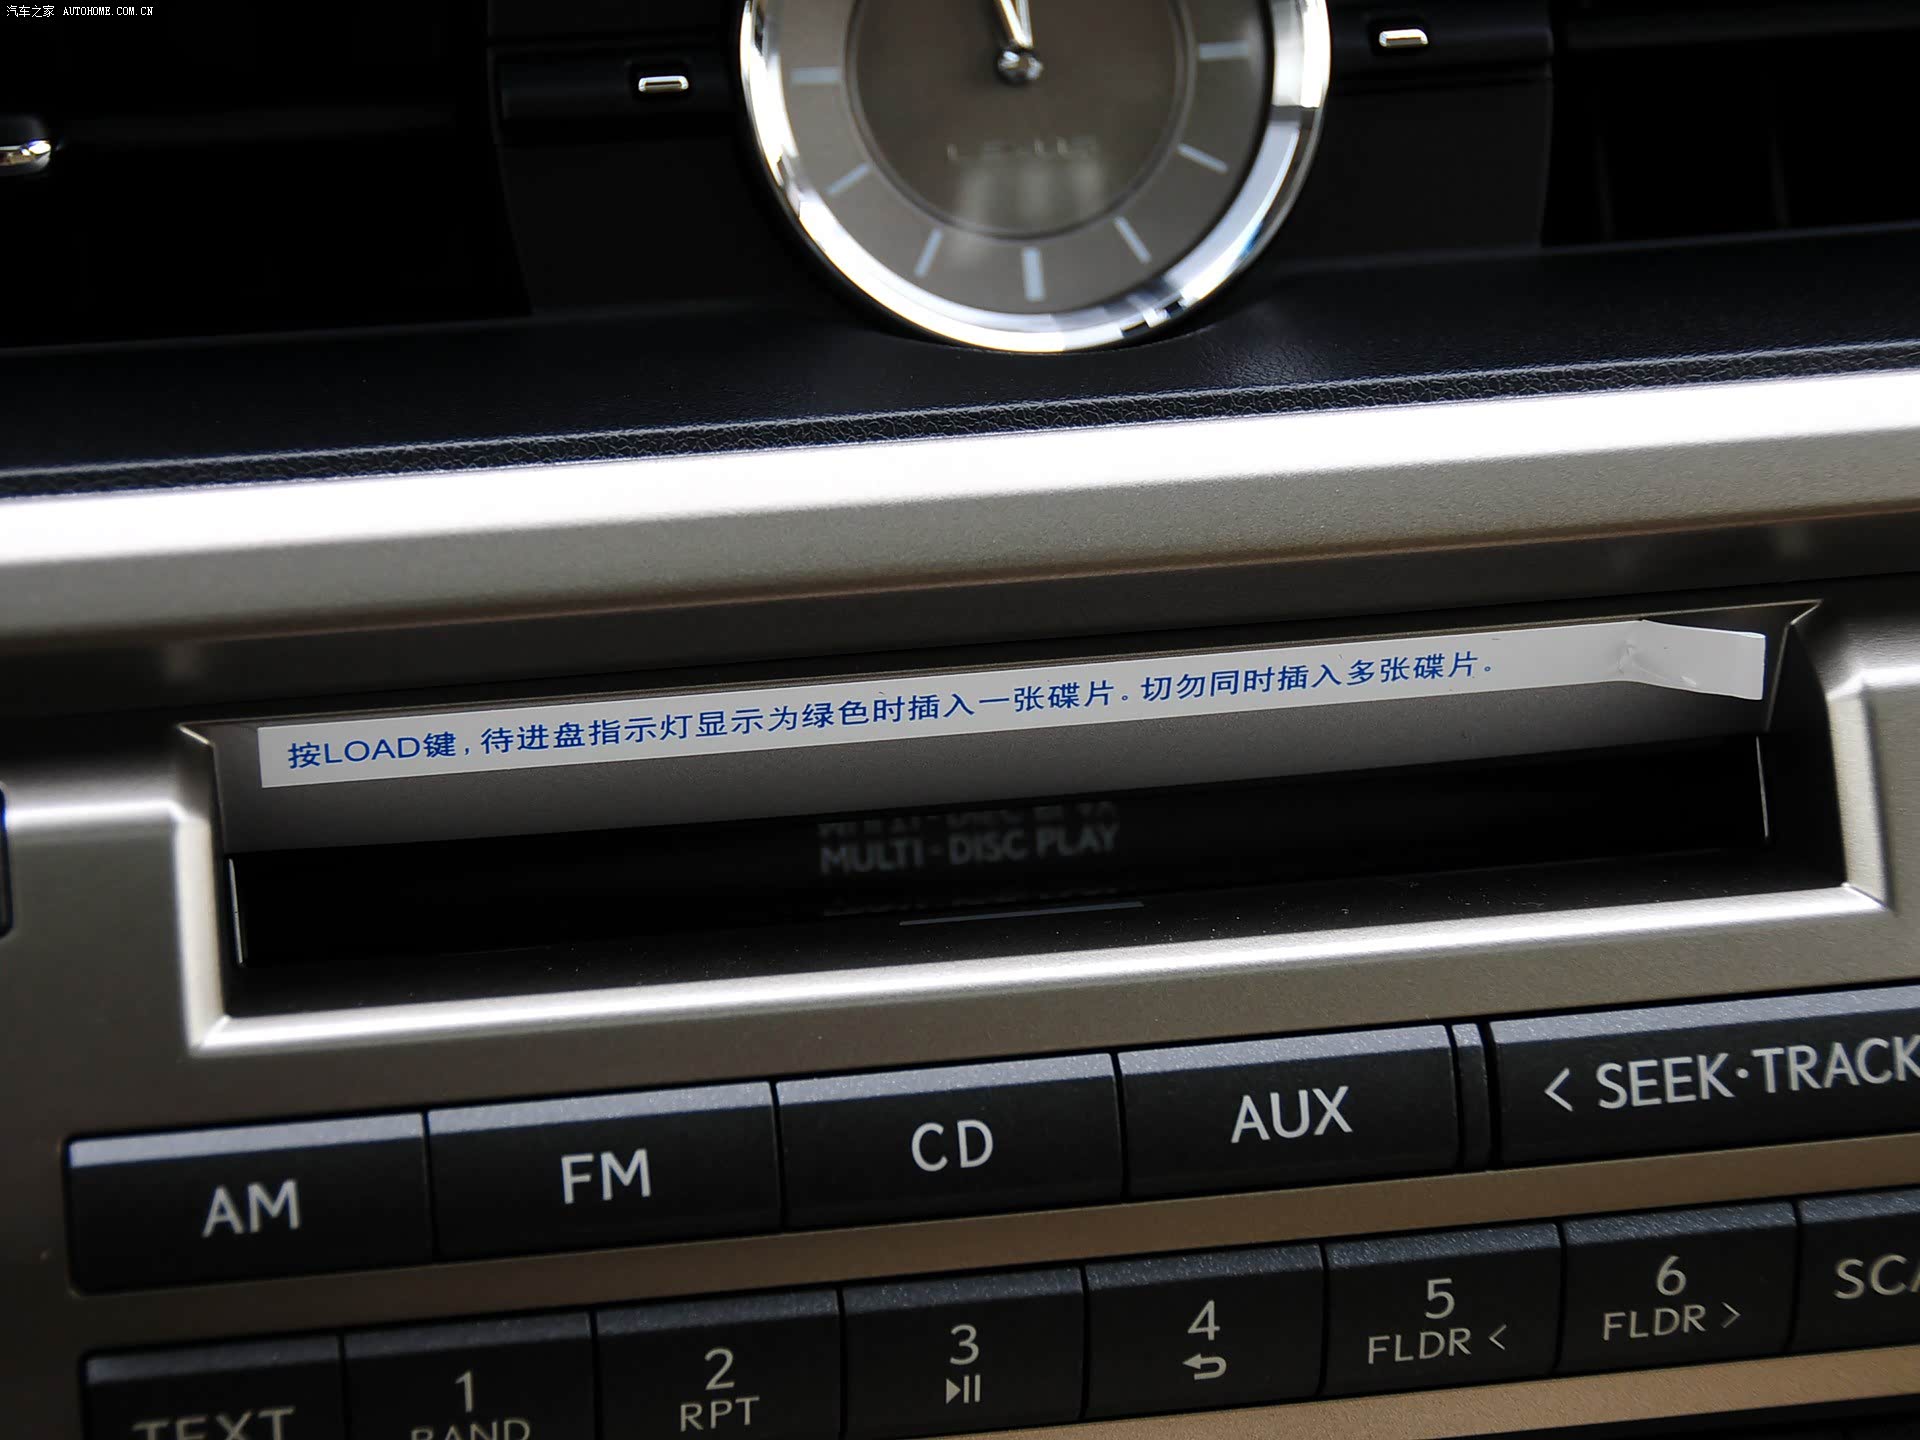 汽车之家 AUTOHOME.COM.CN
按LOAD键，待进盘指示灯显示为绿色时插入一张碟片。切勿同时插入多张碟片。
MULTI-DISC PLAY
AM FM CD AUX < SEEK·TRACK
1 2 3 4 5 6
TEXT BAND RPT FLDR < FLDR >